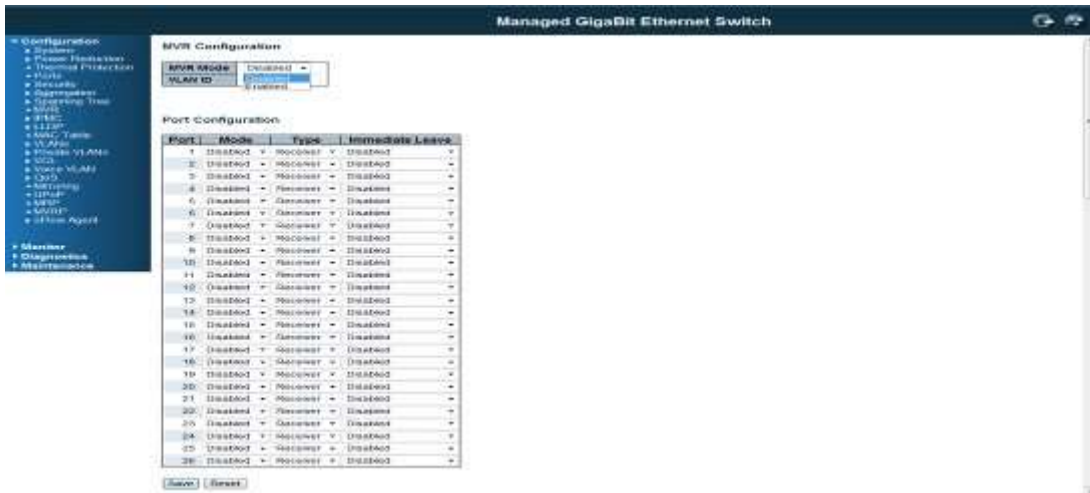 Managed GigaBit Ethernet Switch
Configuration
System
Power Reduction
Thermal Protection
Ports
Security
Aggregation
Spanning Tree
MVR
IPMC
LLDP
MAC Table
VLANs
Private VLANs
VCL
Voice VLAN
QoS
Mirroring
UPnP
MRP
MVRP
sFlow Agent
Monitor
Diagnostics
Maintenance
MVR Configuration
MVR Mode Disabled
VLAN ID Disabled
Enabled
Port Configuration
Port Mode Type Immediate Leave
1 Disabled Receiver Disabled
2 Disabled Receiver Disabled
3 Disabled Receiver Disabled
4 Disabled Receiver Disabled
5 Disabled Receiver Disabled
6 Disabled Receiver Disabled
7 Disabled Receiver Disabled
8 Disabled Receiver Disabled
9 Disabled Receiver Disabled
10 Disabled Receiver Disabled
11 Disabled Receiver Disabled
12 Disabled Receiver Disabled
13 Disabled Receiver Disabled
14 Disabled Receiver Disabled
15 Disabled Receiver Disabled
16 Disabled Receiver Disabled
17 Disabled Receiver Disabled
18 Disabled Receiver Disabled
19 Disabled Receiver Disabled
20 Disabled Receiver Disabled
21 Disabled Receiver Disabled
22 Disabled Receiver Disabled
23 Disabled Receiver Disabled
24 Disabled Receiver Disabled
25 Disabled Receiver Disabled
26 Disabled Receiver Disabled
Save Reset